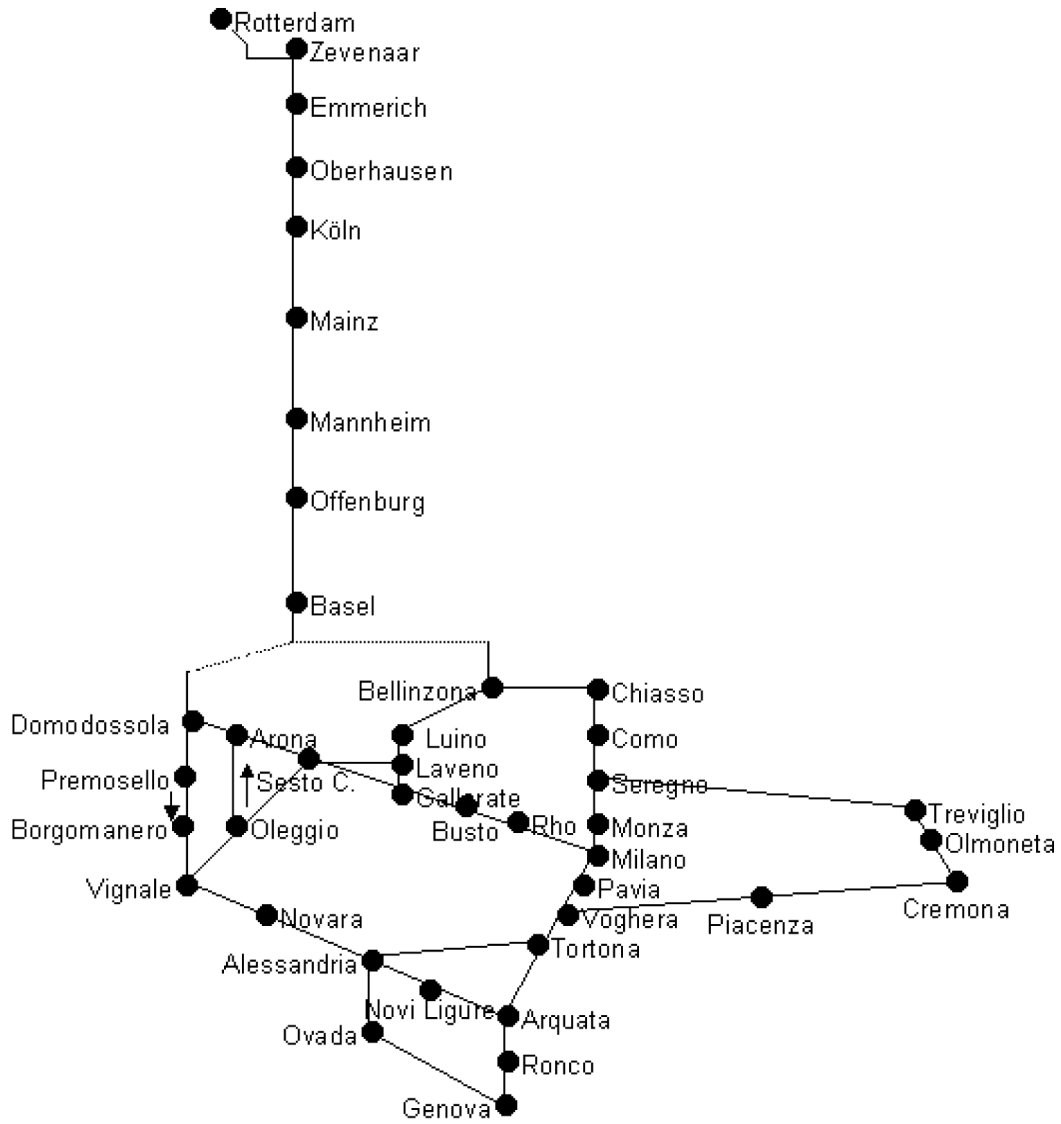 Rotterdam
Zevenaar
Emmerich
Oberhausen
Köln
Mainz
Mannheim
Offenburg
Basel
Bellinzona
Chiasso
Domodossola
Arona
Luino
Como
Laveno
Premosello
Sesto C.
Seregno
Gallarate
Treviglio
Borgomanero
Oleggio
Busto
Rho
Monza
Olmoneta
Milano
Vignale
Pavia
Cremona
Novara
Voghera
Piacenza
Tortona
Alessandria
Novi Ligure
Arquata
Ovada
Ronco
Genova